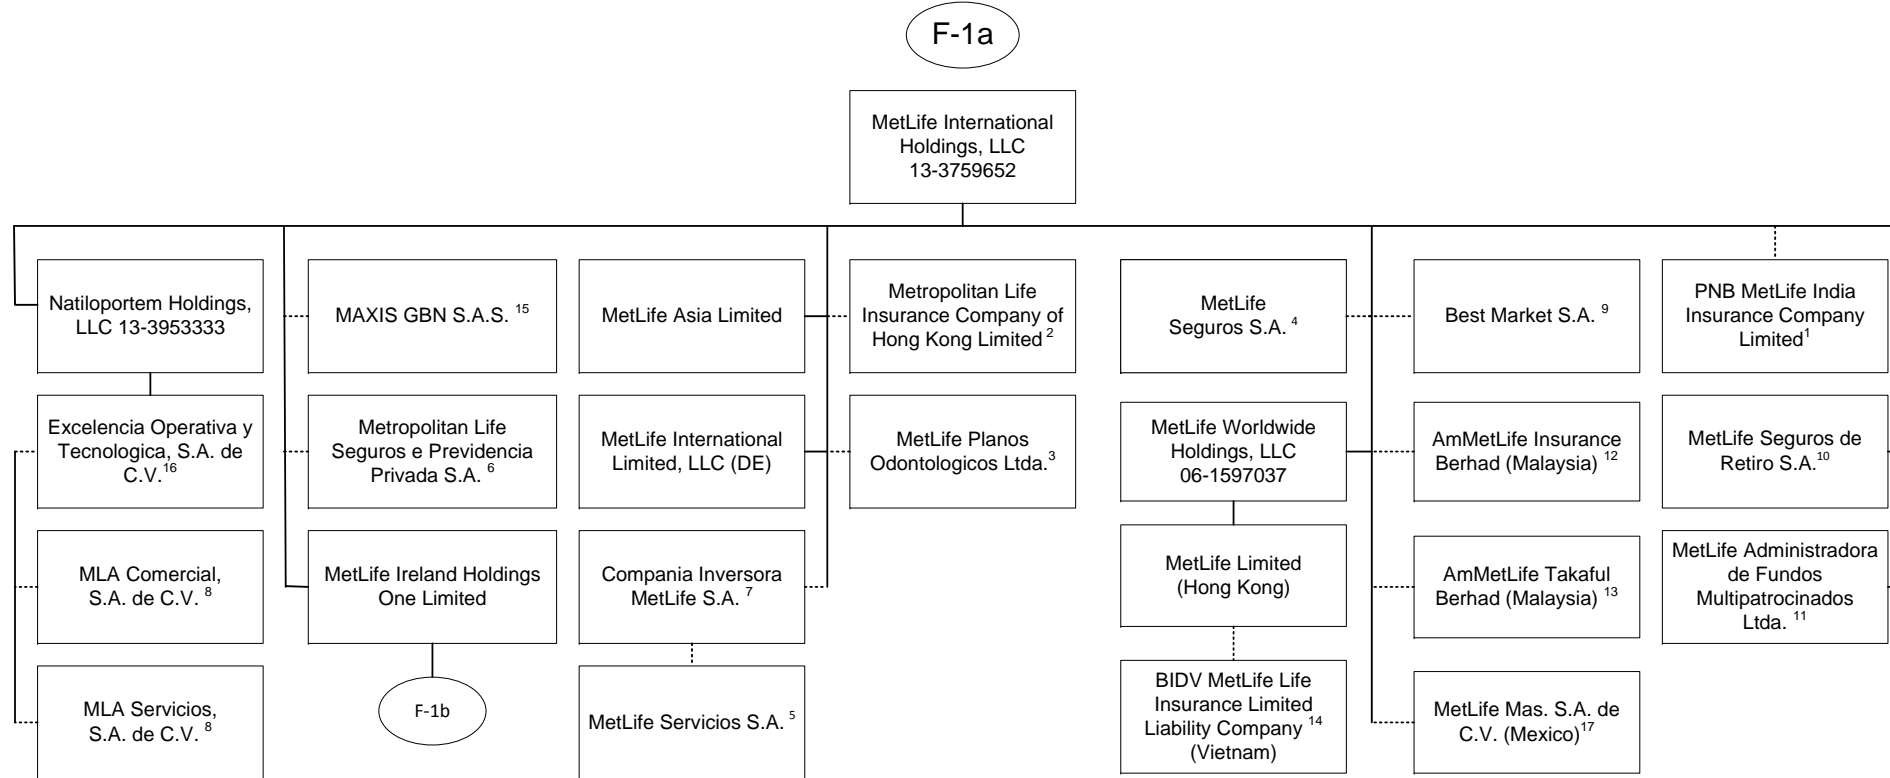 F-1a
MetLife International
Holdings, LLC
13-3759652
Natiloportem Holdings,
LLC 13-3953333
MAXIS GBN S.A.S. 15
MetLife Asia Limited
Metropolitan Life
Insurance Company of
Hong Kong Limited 2
MetLife
Seguros S.A. 4
Best Market S.A. 9
PNB MetLife India
Insurance Company
Limited1
Excelencia Operativa y
Tecnologica, S.A. de
C.V.16
Metropolitan Life
Seguros e Previdencia
Privada S.A. 6
MetLife International
Limited, LLC (DE)
MetLife Planos
Odontologicos Ltda.3
MetLife Worldwide
Holdings, LLC
06-1597037
AmMetLife Insurance
Berhad (Malaysia) 12
MetLife Seguros de
Retiro S.A.10
MLA Comercial,
S.A. de C.V. 8
MetLife Ireland Holdings
One Limited
Compania Inversora
MetLife S.A. 7
MetLife Limited
(Hong Kong)
AmMetLife Takaful
Berhad (Malaysia) 13
MetLife Administradora
de Fundos
Multipatrocinados
Ltda. 11
MLA Servicios,
S.A. de C.V. 8
F-1b
MetLife Servicios S.A. 5
BIDV MetLife Life
Insurance Limited
Liability Company 14
(Vietnam)
MetLife Mas. S.A. de
C.V. (Mexico)17